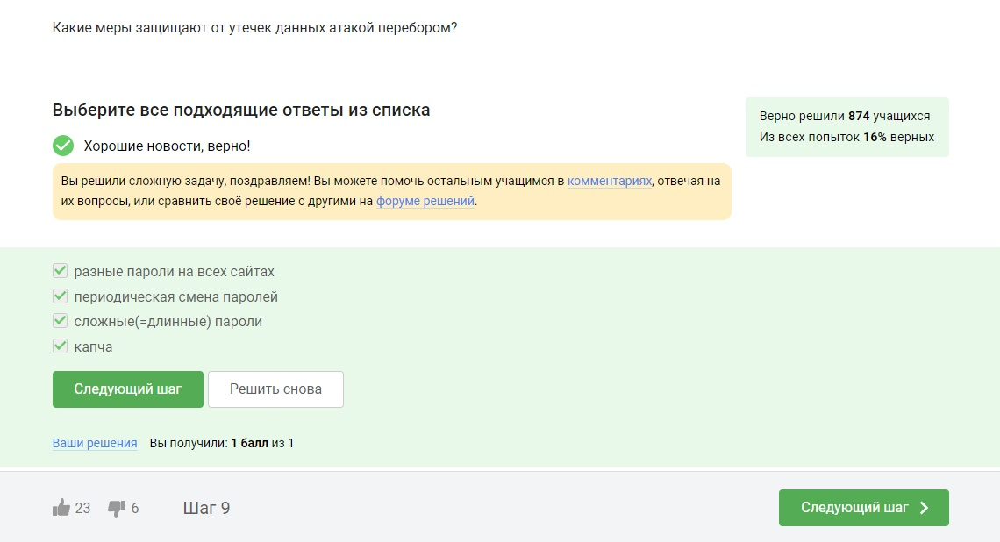 Какие меры защищают от утечек данных атакой перебором?
Выберите все подходящие ответы из списка
Верно решили 874 учащихся
Из всех попыток 16% верных
Хорошие новости, верно!
Вы решили сложную задачу, поздравляем! Вы можете помочь остальным учащимся в комментариях, отвечая на
их вопросы, или сравнить своё решение с другими на форуме решений.
разные пароли на всех сайтах
периодическая смена паролей
сложные(=длинные) пароли
капча
Следующий шаг
Решить снова
Ваши решения Вы получили: 1 балл из 1
23 6 Шаг 9
Следующий шаг